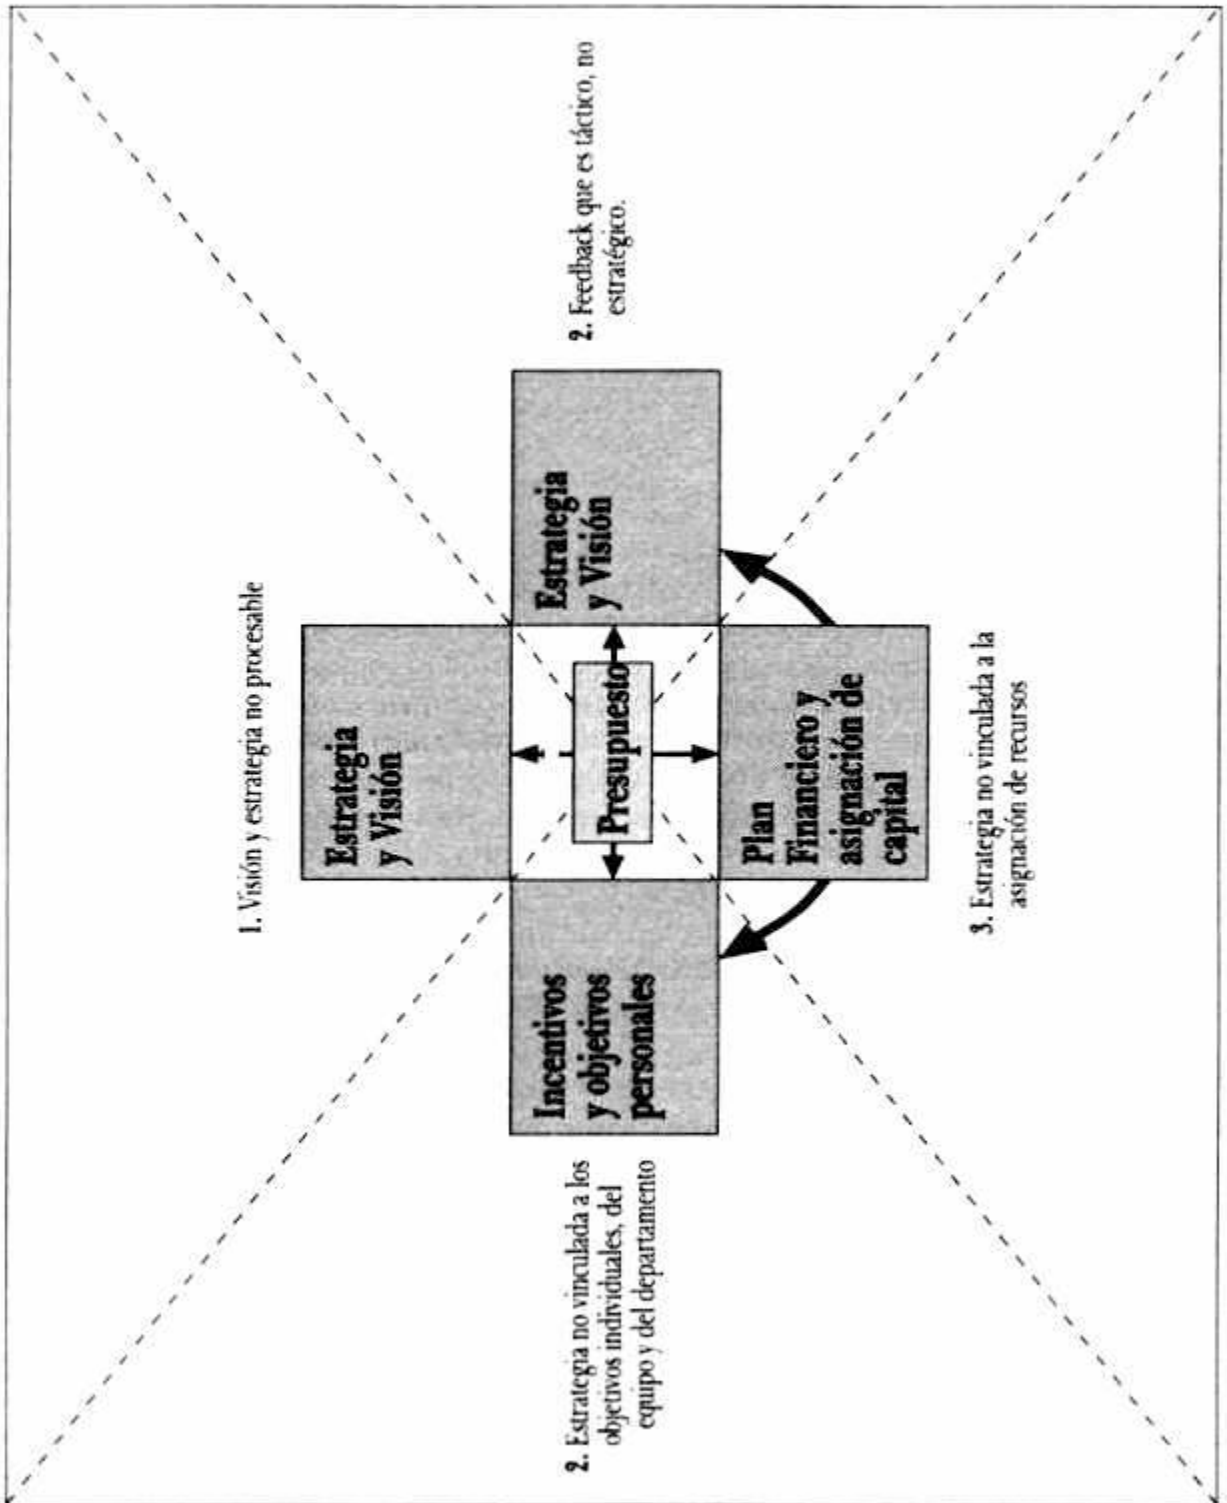 1. Visión y estrategia no procesable
Estrategia
y Visión
2. Estrategia no vinculada a los
objetivos individuales, del
equipo y del departamento
Incentivos
y objetivos
personales
Presupuesto
Estrategia
y Visión
2. Feedback que es táctico, no
estratégico.
Plan
Financiero y
asignación de
capital
3. Estrategia no vinculada a la
asignación de recursos